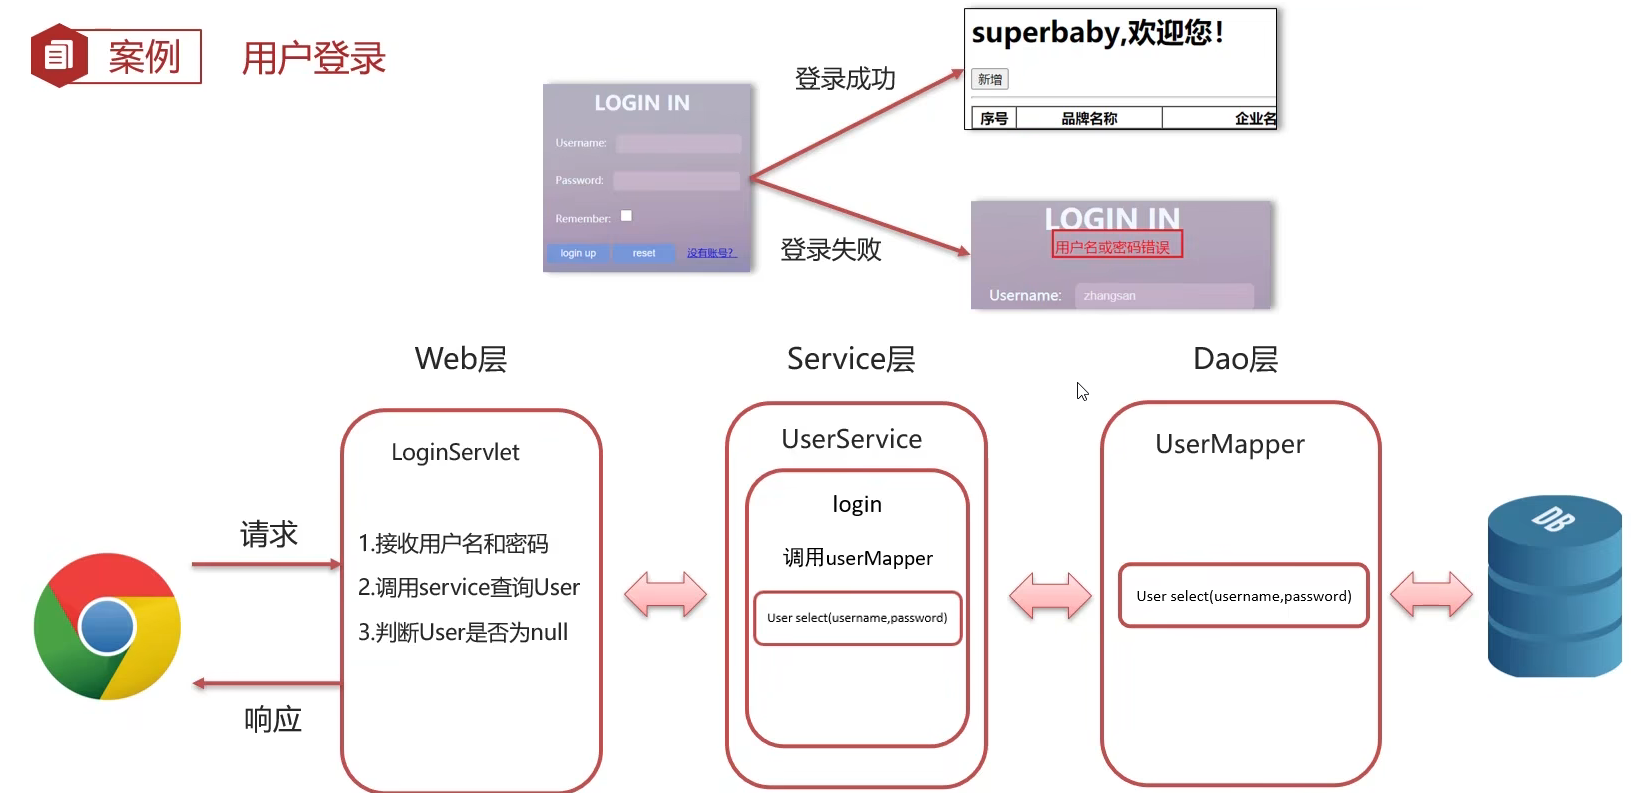 案例
用户登录
LOGIN IN
Username:
Password:
Remember:
login up
reset
没有账号？
登录成功
登录失败
superbaby,欢迎您！
新增
序号
品牌名称
企业名
LOGIN IN
用户名或密码错误
Username:
zhangsan
Web层
Service层
Dao层
请求
响应
LoginServlet
1.接收用户名和密码
2.调用service查询User
3.判断User是否为null
UserService
login
调用userMapper
User select(username,password)
UserMapper
User select(username,password)
DB